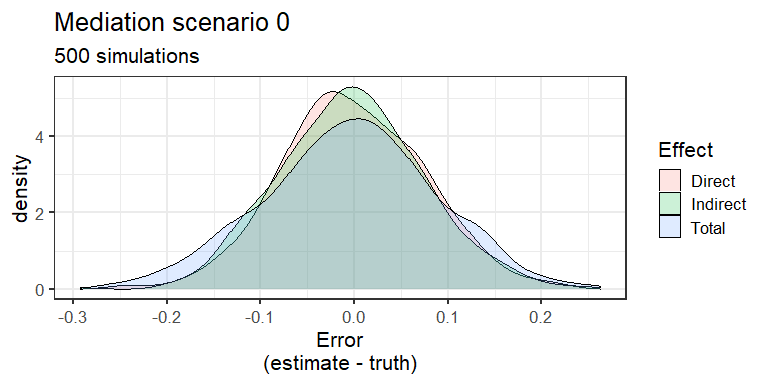 Mediation scenario 0
500 simulations
density
4
2
0
-0.3 -0.2 -0.1 0.0 0.1 0.2
Error
(estimate - truth)
Effect
Direct
Indirect
Total